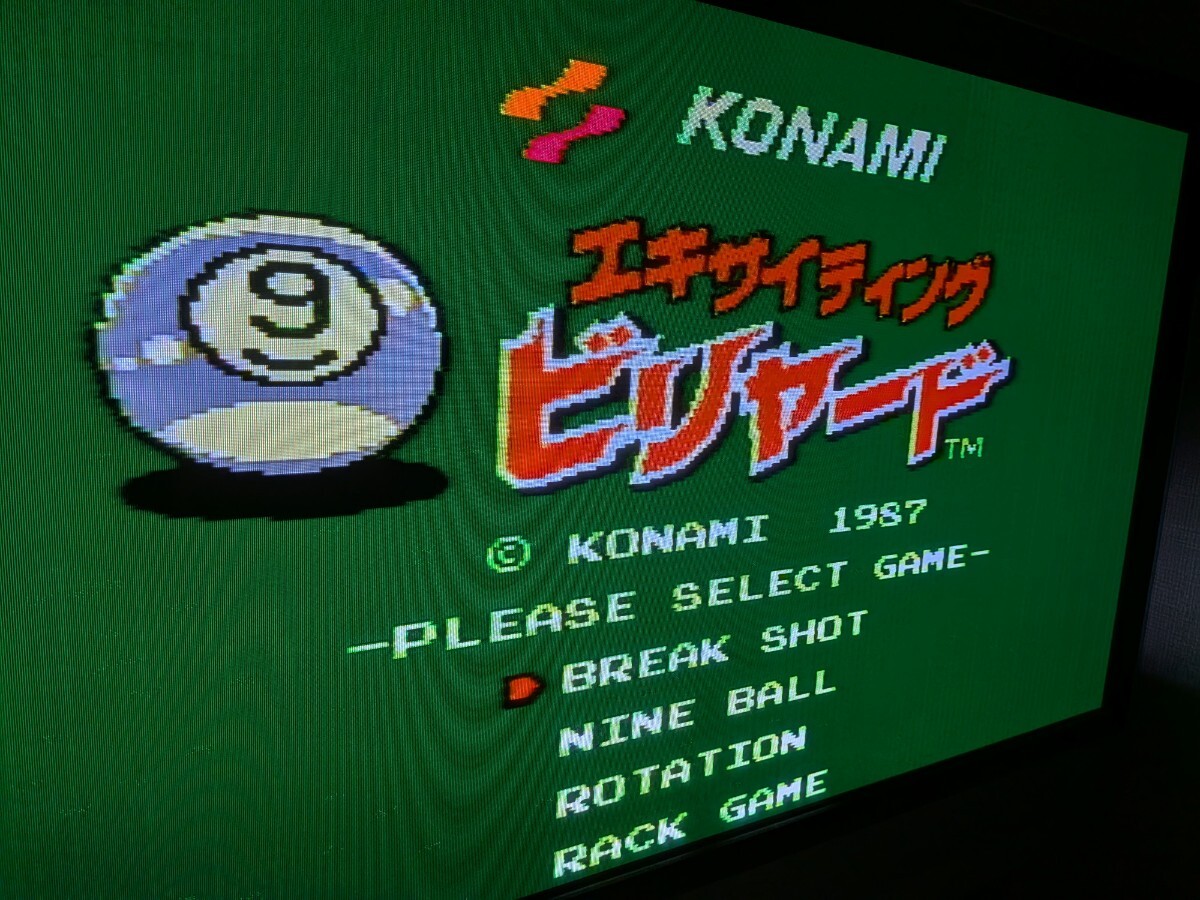 KONAMI
9
エキサイティング
ビリヤード
TM
© KONAMI 1987
-PLEASE SELECT GAME-
BREAK SHOT
NINE BALL
ROTATION
RACK GAME